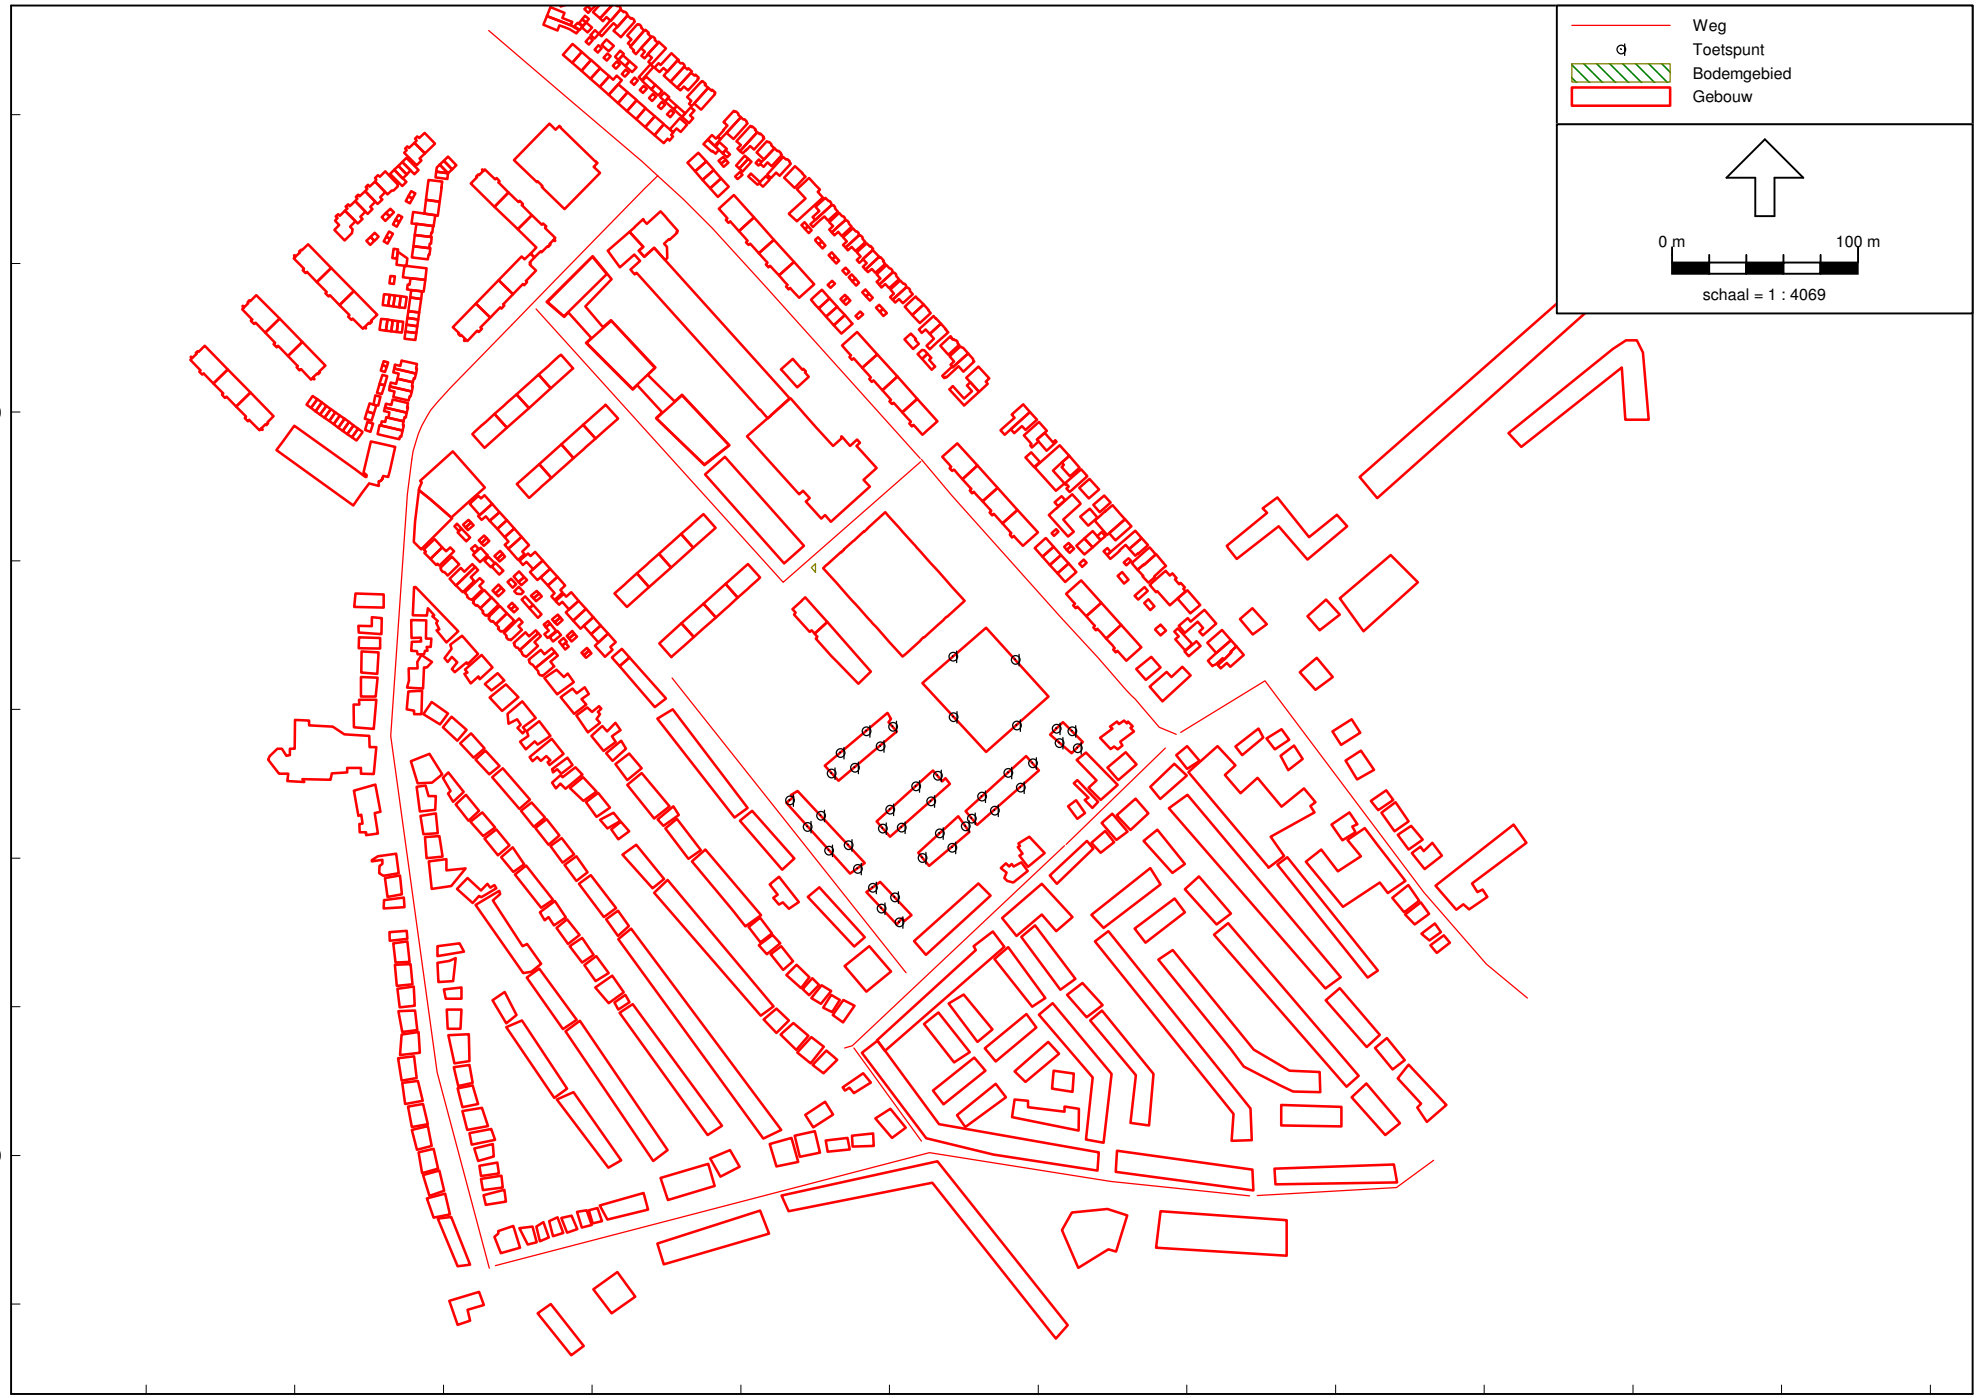 Weg
Toetspunt
Bodemgebied
Gebouw
0 m 100 m
schaal = 1 : 4069